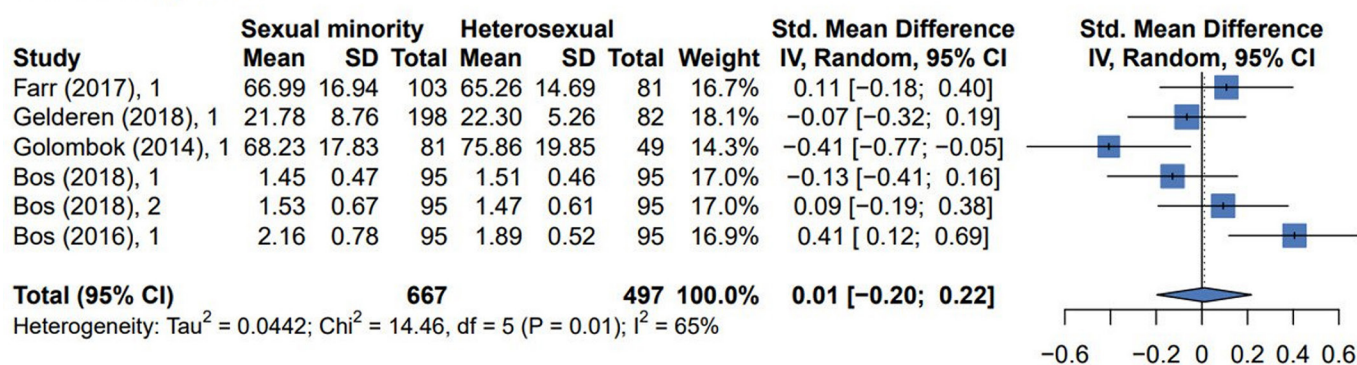 Sexual minority Heterosexual Std. Mean Difference Std. Mean Difference
Study Mean SD Total Mean SD Total Weight IV, Random, 95% CI IV, Random, 95% CI
Farr (2017), 1 66.99 16.94 103 65.26 14.69 81 16.7% 0.11 [−0.18; 0.40]
Gelderen (2018), 1 21.78 8.76 198 22.30 5.26 82 18.1% −0.07 [−0.32; 0.19]
Golombok (2014), 1 68.23 17.83 81 75.86 19.85 49 14.3% −0.41 [−0.77; −0.05]
Bos (2018), 1 1.45 0.47 95 1.51 0.46 95 17.0% −0.13 [−0.41; 0.16]
Bos (2018), 2 1.53 0.67 95 1.47 0.61 95 17.0% 0.09 [−0.19; 0.38]
Bos (2016), 1 2.16 0.78 95 1.89 0.52 95 16.9% 0.41 [ 0.12; 0.69]
Total (95% CI) 667 497 100.0% 0.01 [−0.20; 0.22]
Heterogeneity: Tau² = 0.0442; Chi² = 14.46, df = 5 (P = 0.01); I² = 65%
−0.6 −0.2 0 0.2 0.4 0.6